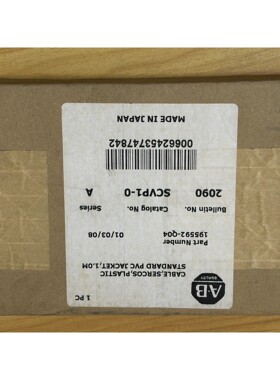 1 PC
AB
QUALITY
CABLE,SERCOS,PLASTIC
STANDARD PVC JACKET,1.0M
Part Number
195592-Q04 01/03/08
Bulletin No. Catalog No. Series
2090 SCVP1-0 A
00662453747842
MADE IN JAPAN